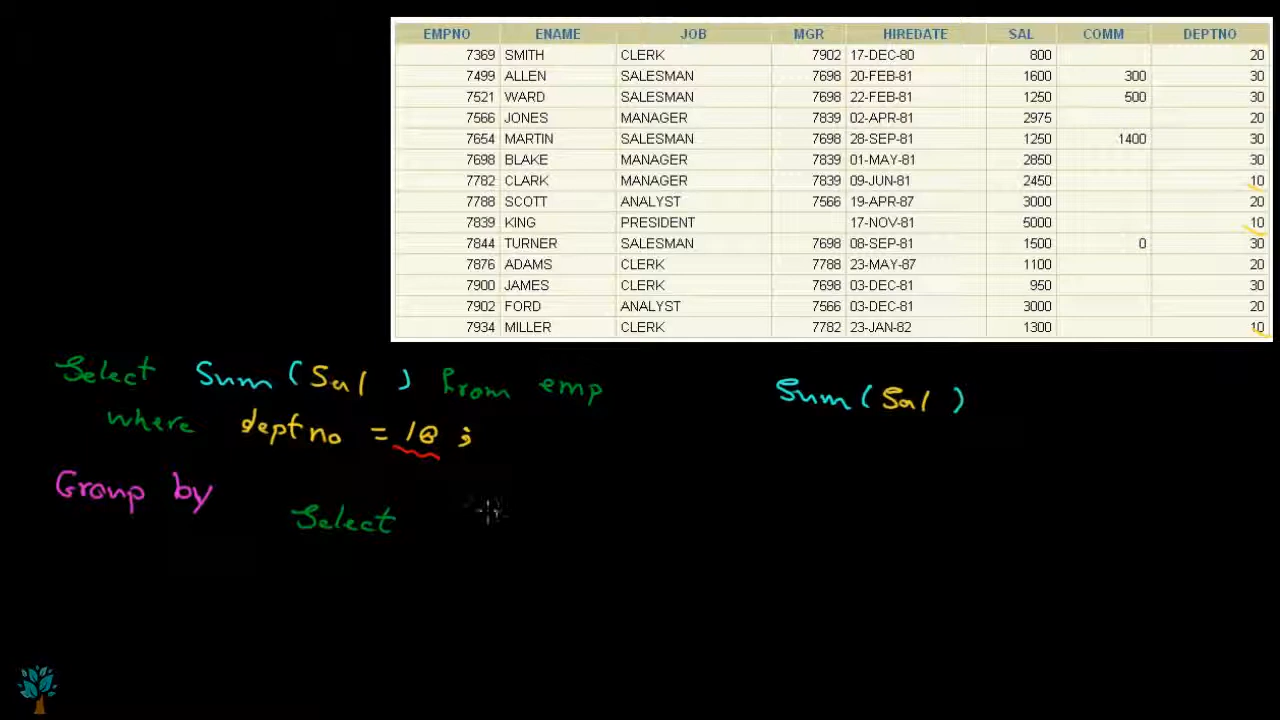 EMPNO ENAME JOB MGR HIREDATE SAL COMM DEPTNO
7369 SMITH CLERK 7902 17-DEC-80 800 20
7499 ALLEN SALESMAN 7698 20-FEB-81 1600 300 30
7521 WARD SALESMAN 7698 22-FEB-81 1250 500 30
7566 JONES MANAGER 7839 02-APR-81 2975 20
7654 MARTIN SALESMAN 7698 28-SEP-81 1250 1400 30
7698 BLAKE MANAGER 7839 01-MAY-81 2850 30
7782 CLARK MANAGER 7839 09-JUN-81 2450 10
7788 SCOTT ANALYST 7566 19-APR-87 3000 20
7839 KING PRESIDENT 17-NOV-81 5000 10
7844 TURNER SALESMAN 7698 08-SEP-81 1500 0 30
7876 ADAMS CLERK 7788 23-MAY-87 1100 20
7900 JAMES CLERK 7698 03-DEC-81 950 30
7902 FORD ANALYST 7566 03-DEC-81 3000 20
7934 MILLER CLERK 7782 23-JAN-82 1300 10
Select Sum(Sal) from emp
where deptno = 10 ;
Sum(Sal)
Group by
Select